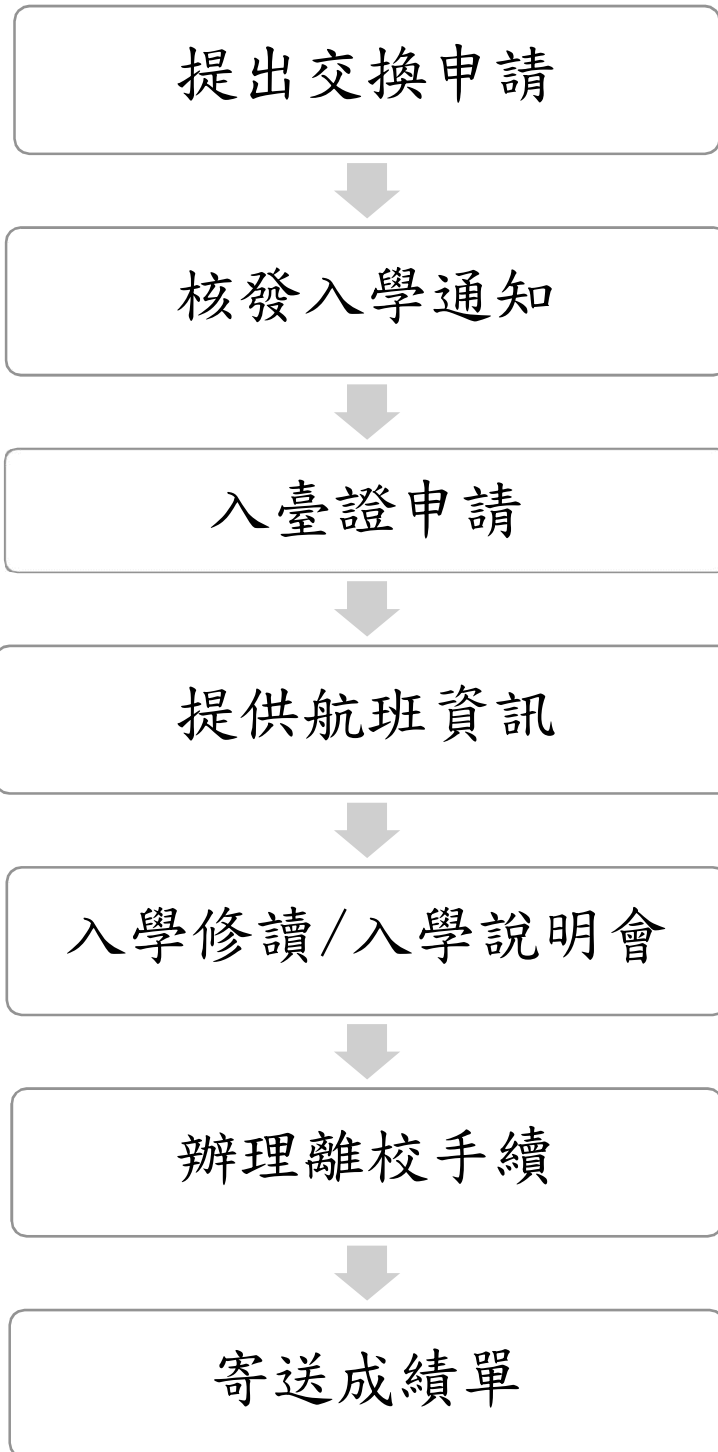 提出交換申請
核發入學通知
入臺證申請
提供航班資訊
入學修讀/入學說明會
辦理離校手續
寄送成績單